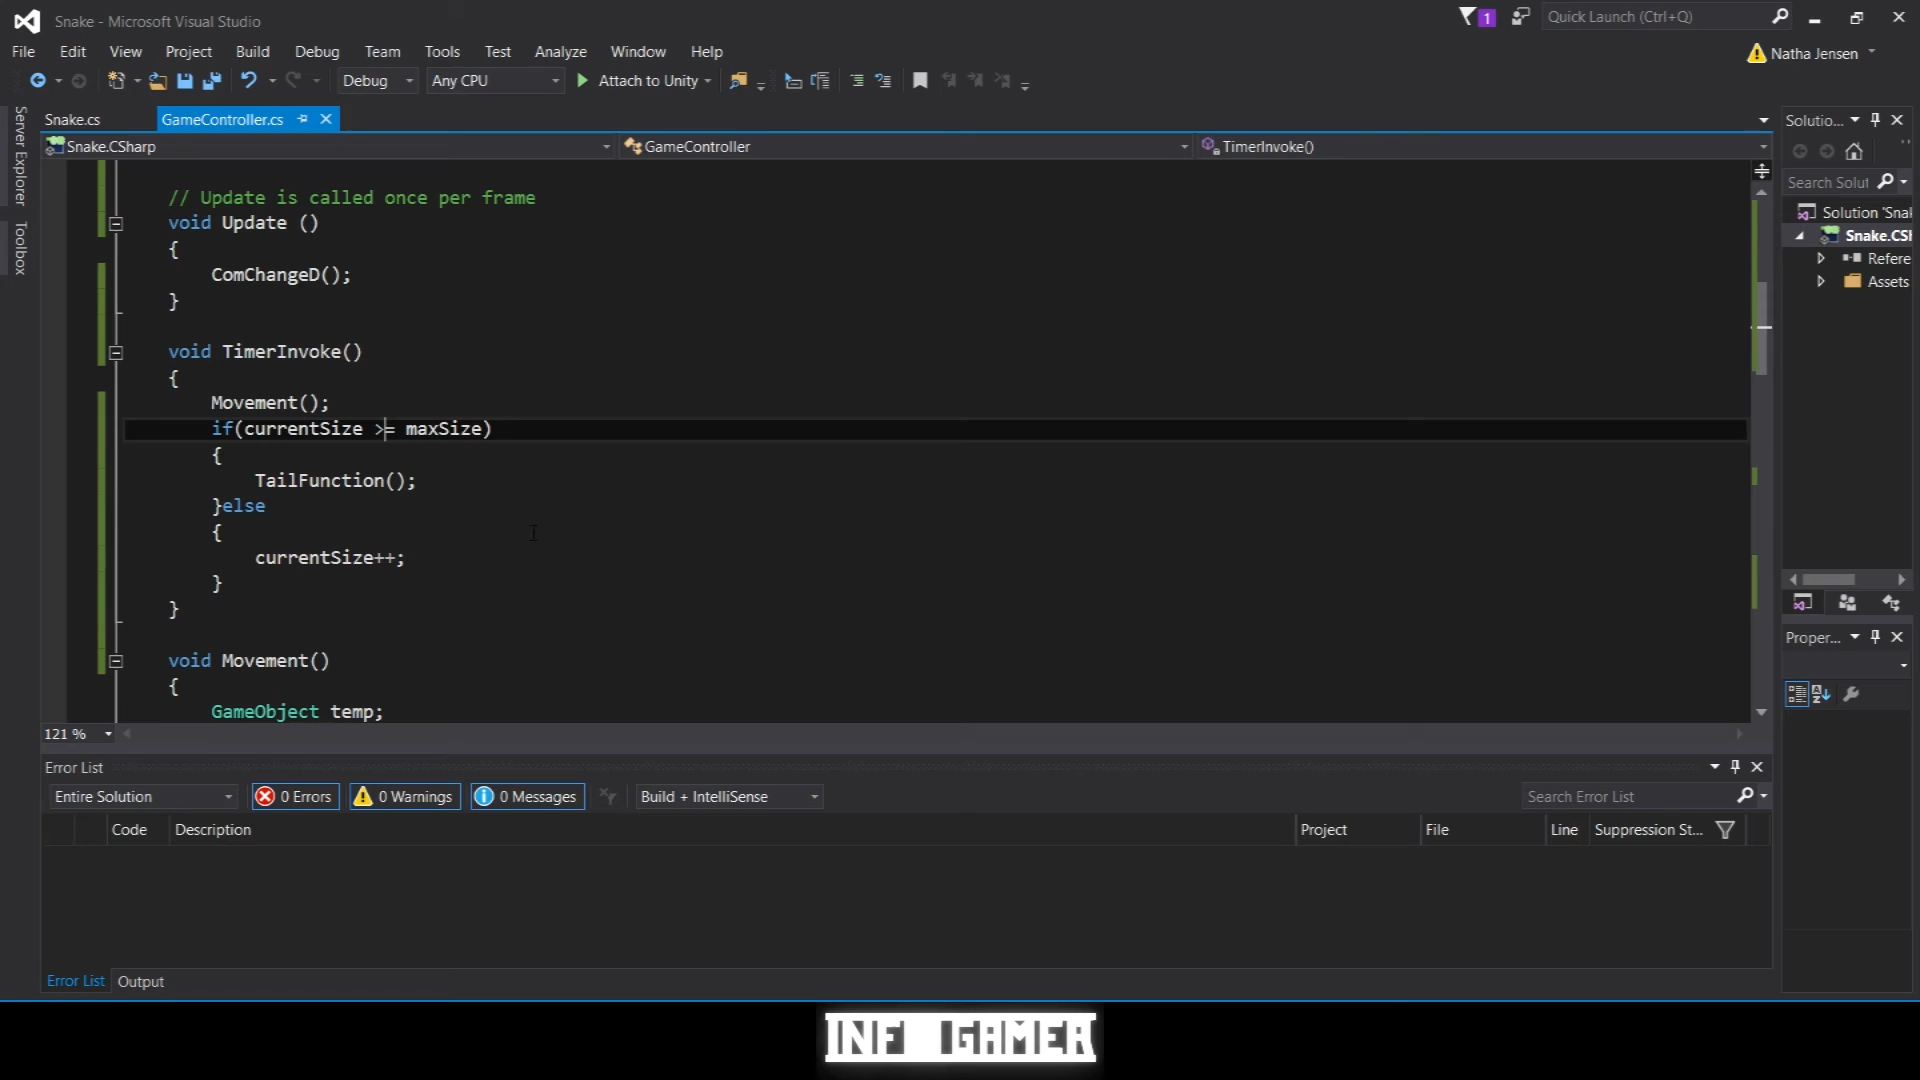 Snake - Microsoft Visual Studio
1
Quick Launch (Ctrl+Q)
File Edit View Project Build Debug Team Tools Test Analyze Window Help
Natha Jensen
Debug Any CPU Attach to Unity
Server Explorer
Toolbox
Snake.cs GameController.cs
Snake.CSharp GameController TimerInvoke()
// Update is called once per frame
void Update ()
{
ComChangeD();
}
void TimerInvoke()
{
Movement();
if(currentSize >= maxSize)
{
TailFunction();
}else
{
currentSize++;
}
}
void Movement()
{
GameObject temp;
121 %
Solutio...
Search Solut
Solution 'Sna
Snake.CSh
Refere
Assets
Proper...
Error List
Entire Solution 0 Errors 0 Warnings 0 Messages Build + IntelliSense Search Error List
Code Description Project File Line Suppression St...
Error List Output
INF GAMER